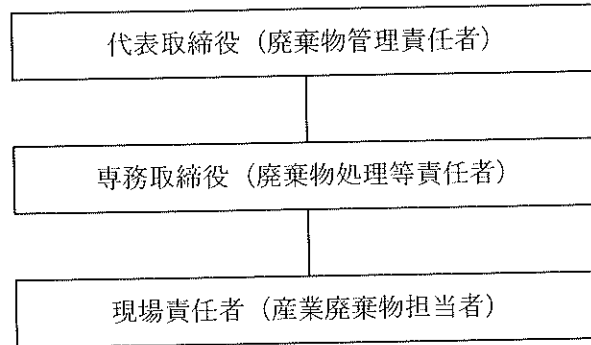 代表取締役（廃棄物管理責任者）
専務取締役（廃棄物処理等責任者）
現場責任者（産業廃棄物担当者）